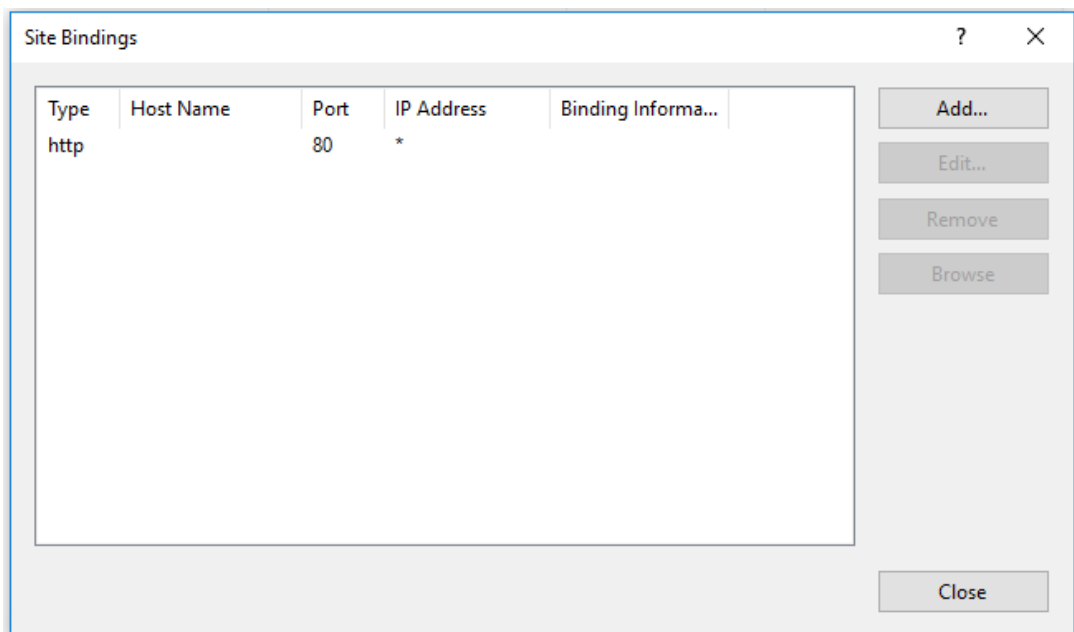 Site Bindings ?
Type Host Name Port IP Address Binding Informa...
http 80 *
Add...
Edit...
Remove
Browse
Close